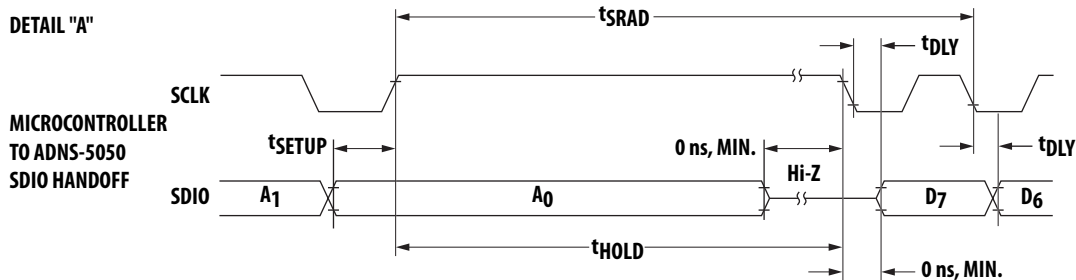 DETAIL "A"
tSRAD
tDLY
SCLK
MICROCONTROLLER
TO ADNS-5050
SDIO HANDOFF
tSETUP
0 ns, MIN.
tDLY
Hi-Z
SDIO
A1
A0
D7
D6
tHOLD
0 ns, MIN.